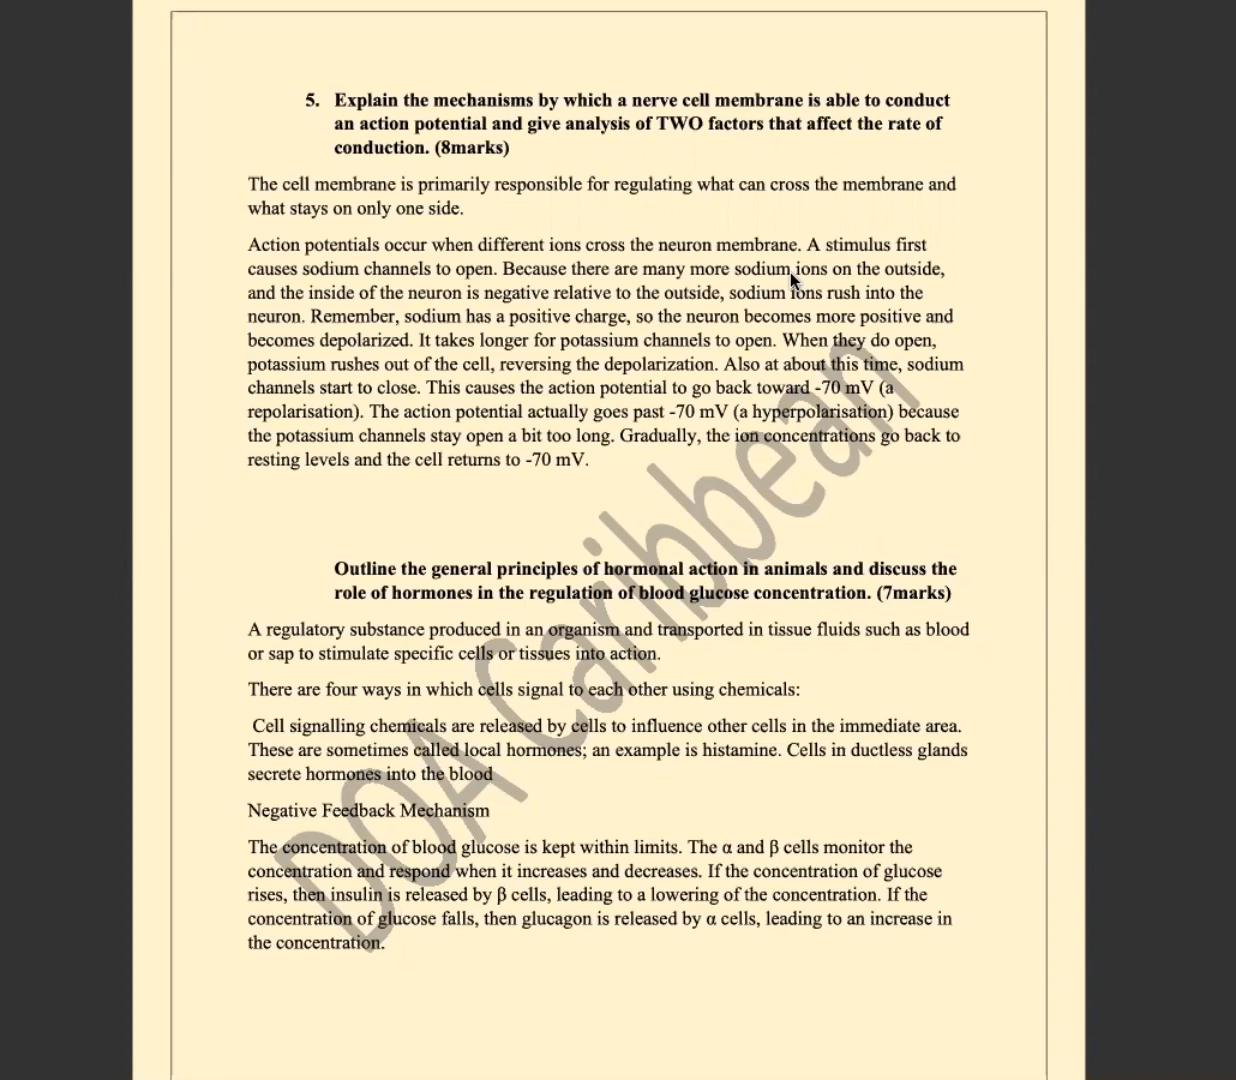 5. Explain the mechanisms by which a nerve cell membrane is able to conduct
an action potential and give analysis of TWO factors that affect the rate of
conduction. (8marks)
The cell membrane is primarily responsible for regulating what can cross the membrane and
what stays on only one side.
Action potentials occur when different ions cross the neuron membrane. A stimulus first
causes sodium channels to open. Because there are many more sodium ions on the outside,
and the inside of the neuron is negative relative to the outside, sodium ions rush into the
neuron. Remember, sodium has a positive charge, so the neuron becomes more positive and
becomes depolarized. It takes longer for potassium channels to open. When they do open,
potassium rushes out of the cell, reversing the depolarization. Also at about this time, sodium
channels start to close. This causes the action potential to go back toward -70 mV (a
repolarisation). The action potential actually goes past -70 mV (a hyperpolarisation) because
the potassium channels stay open a bit too long. Gradually, the ion concentrations go back to
resting levels and the cell returns to -70 mV.
Outline the general principles of hormonal action in animals and discuss the
role of hormones in the regulation of blood glucose concentration. (7marks)
A regulatory substance produced in an organism and transported in tissue fluids such as blood
or sap to stimulate specific cells or tissues into action.
There are four ways in which cells signal to each other using chemicals:
Cell signalling chemicals are released by cells to influence other cells in the immediate area.
These are sometimes called local hormones; an example is histamine. Cells in ductless glands
secrete hormones into the blood
Negative Feedback Mechanism
The concentration of blood glucose is kept within limits. The α and β cells monitor the
concentration and respond when it increases and decreases. If the concentration of glucose
rises, then insulin is released by β cells, leading to a lowering of the concentration. If the
concentration of glucose falls, then glucagon is released by α cells, leading to an increase in
the concentration.
DOA Caribbean